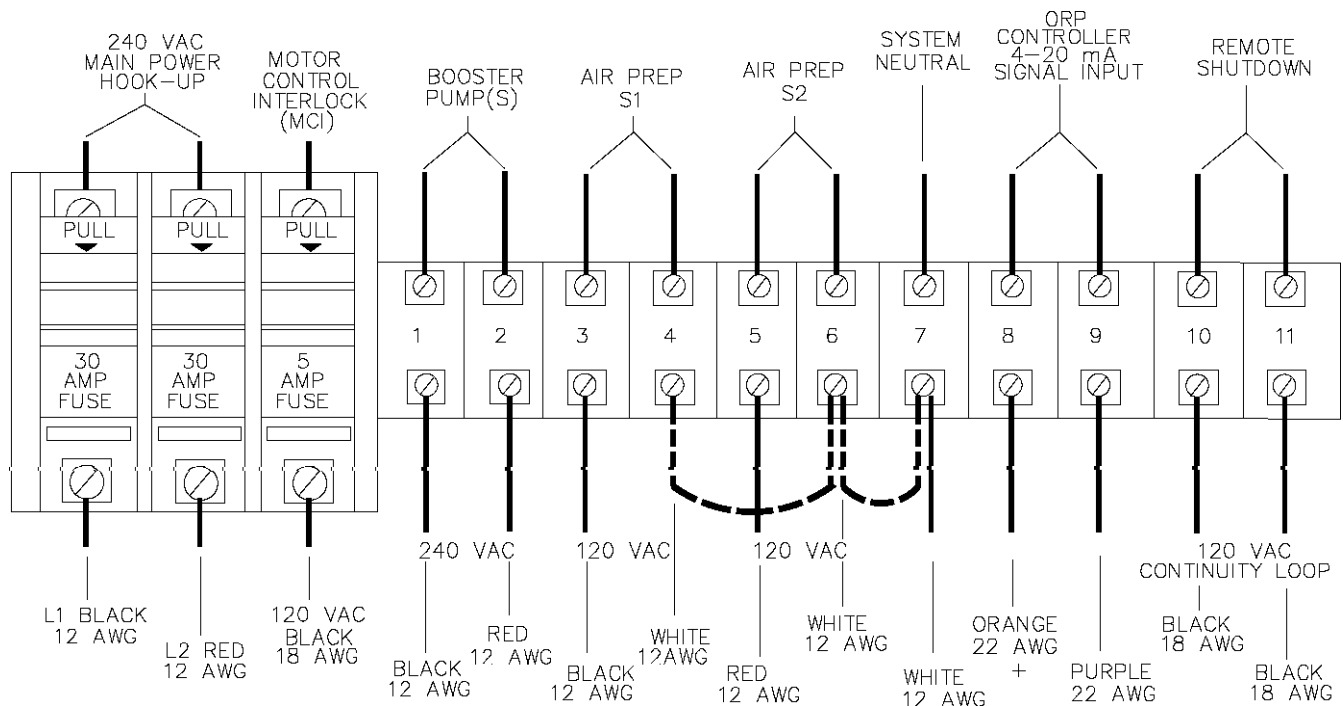 240 VAC
MAIN POWER
HOOK-UP
MOTOR
CONTROL
INTERLOCK
(MCI)
BOOSTER
PUMP(S)
AIR PREP
S1
AIR PREP
S2
SYSTEM
NEUTRAL
ORP
CONTROLLER
4-20 mA
SIGNAL INPUT
REMOTE
SHUTDOWN
PULL
PULL
PULL
30
AMP
FUSE
30
AMP
FUSE
5
AMP
FUSE
1
2
3
4
5
6
7
8
9
10
11
240 VAC
120 VAC
120 VAC
120 VAC
CONTINUITY LOOP
L1 BLACK
12 AWG
L2 RED
12 AWG
120 VAC
BLACK
18 AWG
BLACK
12 AWG
RED
12 AWG
BLACK
12 AWG
WHITE
12AWG
RED
12 AWG
WHITE
12 AWG
WHITE
12 AWG
ORANGE
22 AWG
+
PURPLE
22 AWG
BLACK
18 AWG
BLACK
18 AWG